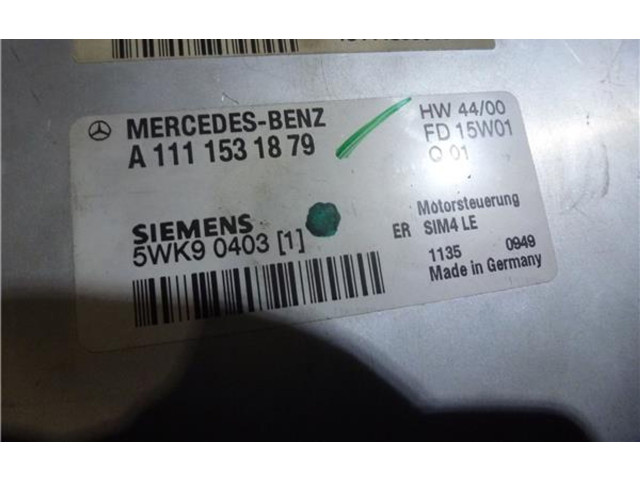 MERCEDES-BENZ
A 111 153 18 79
HW 44/00
FD 15W01
Q 01
SIEMENS
5WK9 0403 [1]
Motorsteuerung
ER SIM4 LE
1135 0949
Made in Germany